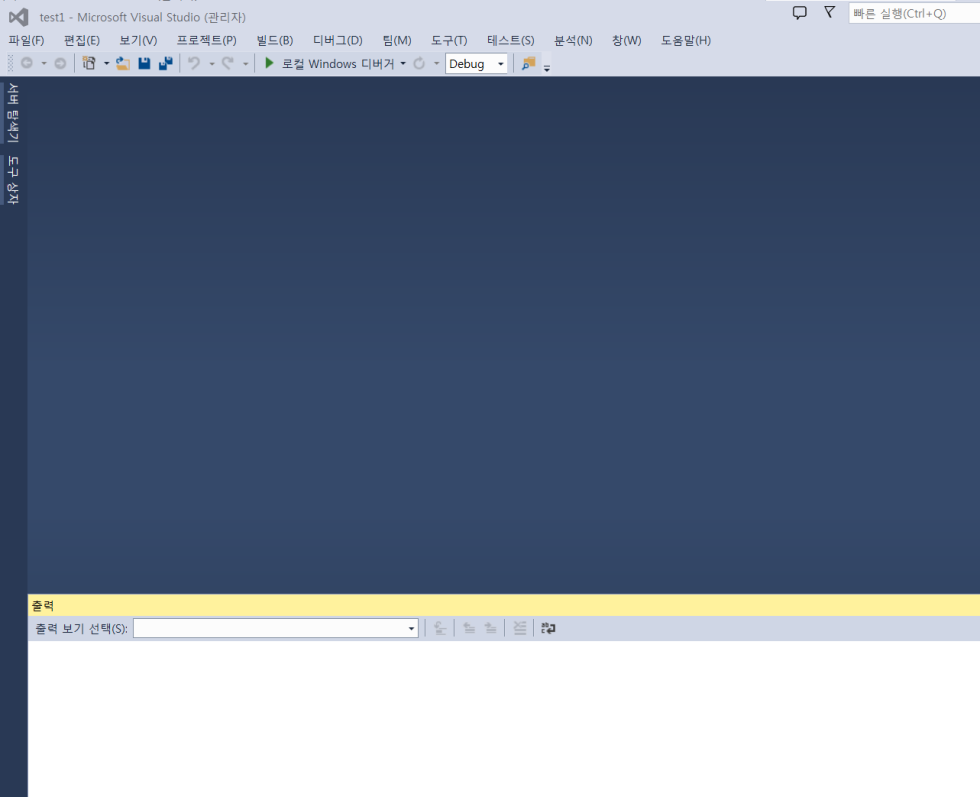 test1 - Microsoft Visual Studio (관리자)
빠른 실행(Ctrl+Q)
파일(F) 편집(E) 보기(V) 프로젝트(P) 빌드(B) 디버그(D) 팀(M) 도구(T) 테스트(S) 분석(N) 창(W) 도움말(H)
로컬 Windows 디버거 Debug
서버 탐색기
도구 상자
출력
출력 보기 선택(S):